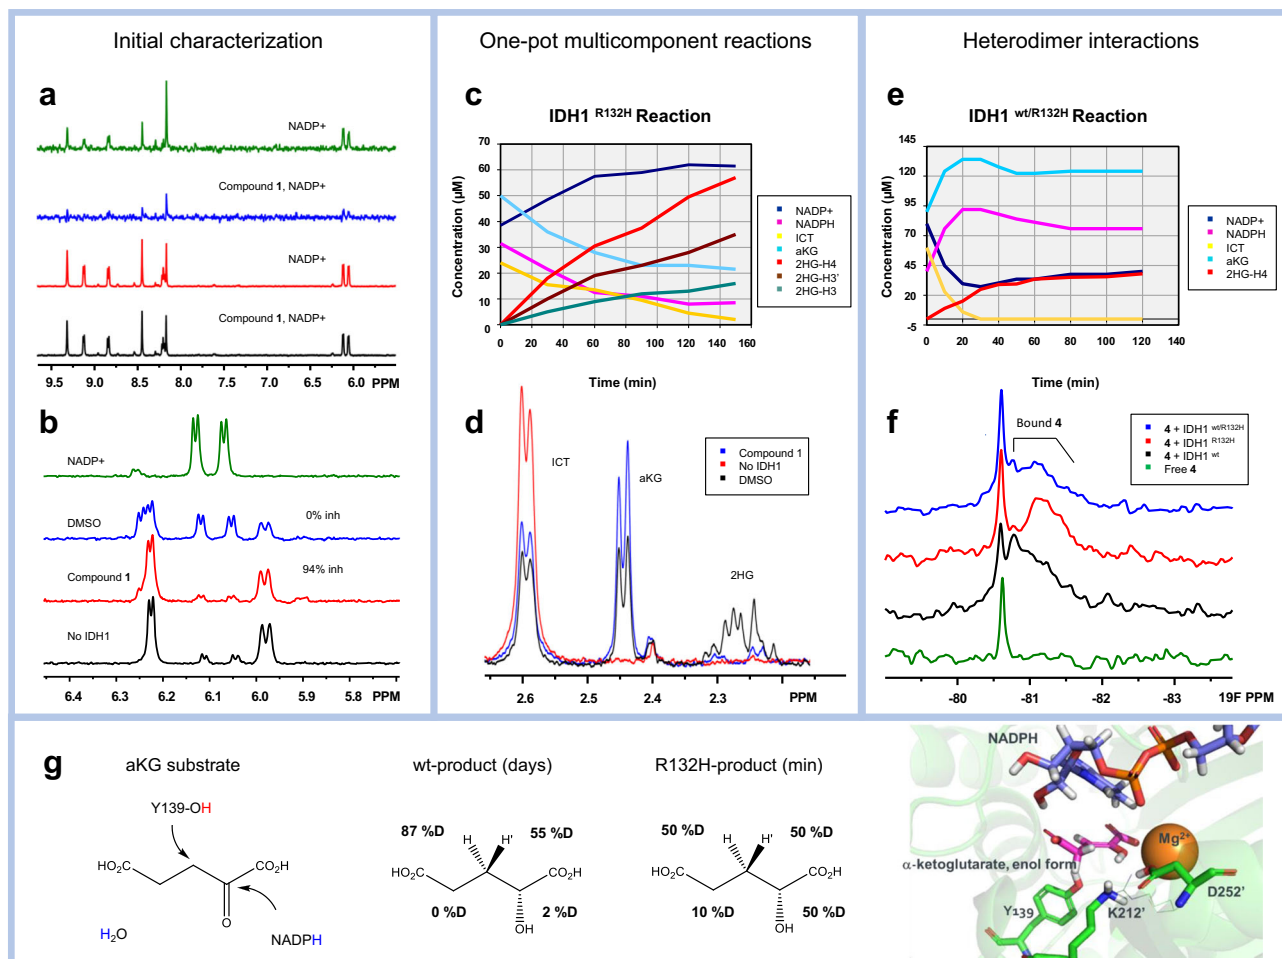 Initial characterization
One-pot multicomponent reactions
Heterodimer interactions
a
NADP+
Compound 1, NADP+
NADP+
Compound 1, NADP+
9.5 9.0 8.5 8.0 7.5 7.0 6.5 6.0 PPM
b
NADP+
DMSO
0% inh
Compound 1
94% inh
No IDH1
6.4 6.3 6.2 6.1 6.0 5.9 5.8 PPM
c
IDH1 R132H Reaction
Concentration (µM)
70
60
50
40
30
20
10
0
0 20 40 60 80 100 120 140 160
Time (min)
NADP+
NADPH
ICT
aKG
2HG-H4
2HG-H3'
2HG-H3
d
ICT
aKG
2HG
Compound 1
No IDH1
DMSO
2.6 2.5 2.4 2.3 PPM
e
IDH1 wt/R132H Reaction
Concentration (µM)
145
95
45
20
-5
0 20 40 60 80 100 120 140
Time (min)
NADP+
NADPH
ICT
aKG
2HG-H4
f
Bound 4
4 + IDH1 wt/R132H
4 + IDH1 R132H
4 + IDH1 wt
Free 4
-80 -81 -82 -83 19F PPM
g
aKG substrate
Y139-OH
HO2C
CO2H
O
H2O
NADPH
wt-product (days)
87 %D
55 %D
H H'
HO2C
CO2H
0 %D
2 %D
OH
R132H-product (min)
50 %D
50 %D
H H'
HO2C
CO2H
10 %D
50 %D
OH
NADPH
Mg2+
α-ketoglutarate, enol form
D252'
Y139
K212'